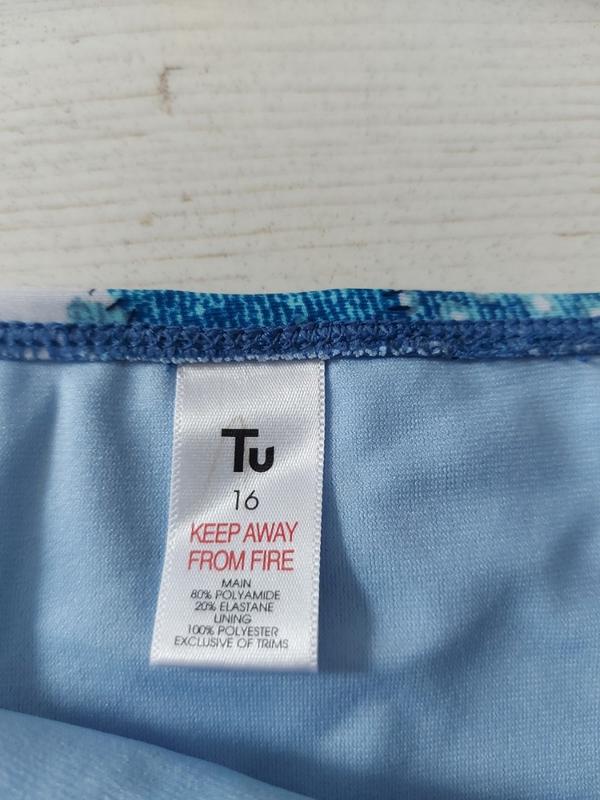 Tu
16
KEEP AWAY
FROM FIRE
MAIN
80% POLYAMIDE
20% ELASTANE
LINING
100% POLYESTER
EXCLUSIVE OF TRIMS